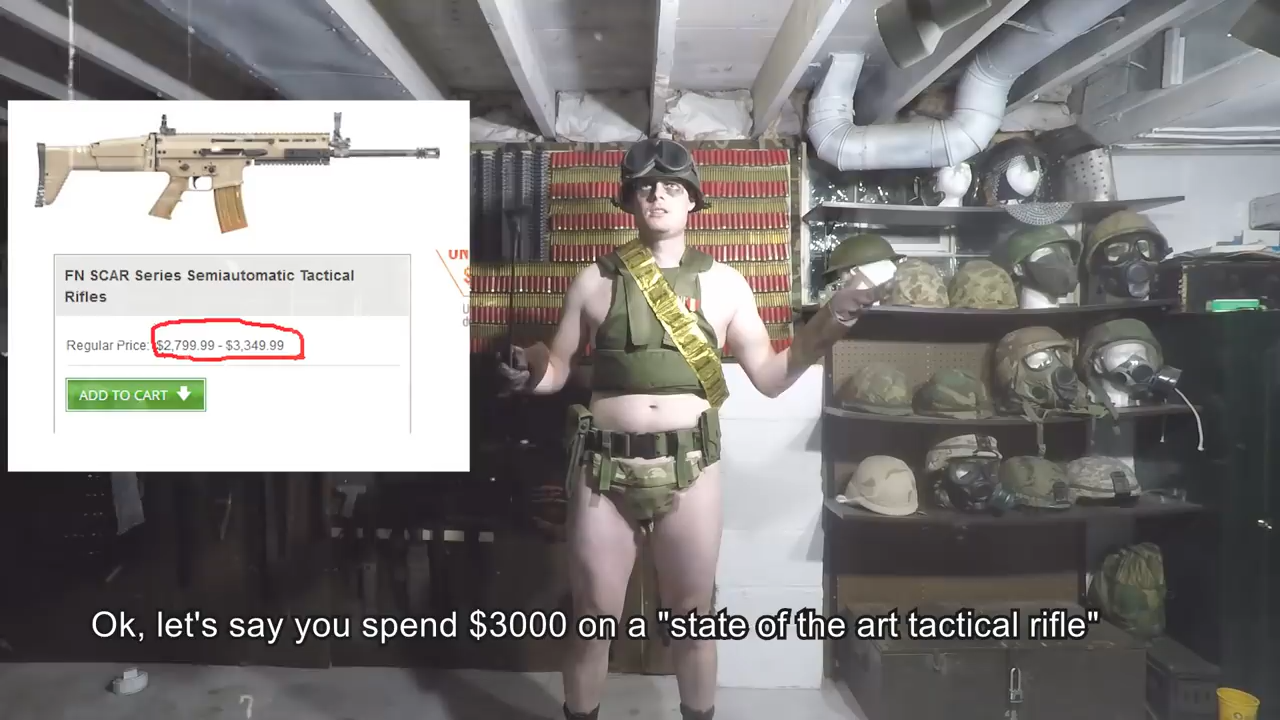 FN SCAR Series Semiautomatic Tactical
Rifles
UN
$
Regular Price: $2,799.99 - $3,349.99
ADD TO CART
Ok, let's say you spend $3000 on a "state of the art tactical rifle"